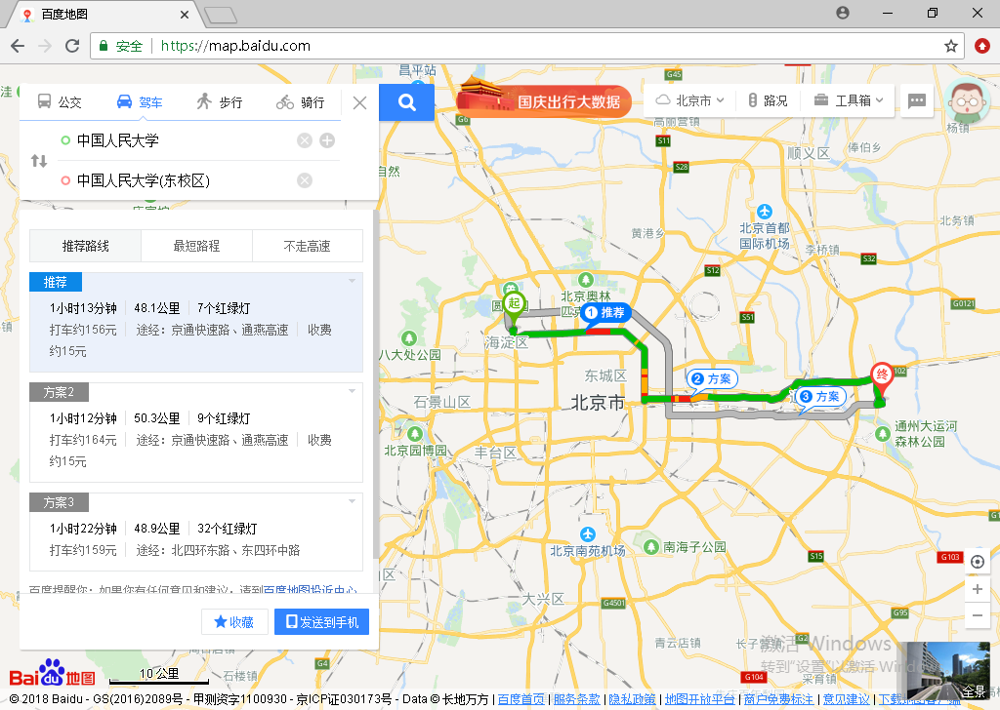 百度地图
安全
https://map.baidu.com
公交
驾车
步行
骑行
国庆出行大数据
北京市
路况
工具箱
中国人民大学
中国人民大学(东校区)
推荐路线
最短路程
不走高速
推荐
1小时13分钟
48.1公里
7个红绿灯
打车约156元
途经：京通快速路、通燕高速
收费
约15元
方案2
1小时12分钟
50.3公里
9个红绿灯
打车约164元
途经：京通快速路、通燕高速
收费
约15元
方案3
1小时22分钟
48.9公里
32个红绿灯
打车约159元
途经：北四环东路、东四环中路
百度提醒您：如果你有任何意见和建议，请到百度地图投诉中心
收藏
发送到手机
昌平站
G45
G6
高丽营镇
S11
顺义区
俸伯乡
杨镇
S28
自然
北京首都
国际机场
黄港乡
北务镇
李桥镇
S32
S12
G0121
北京奥林
起
1 推荐
S51
海淀区
八大处公园
东城区
2 方案
终
102
3 方案
石景山区
北京市
通州大运河
森林公园
北京园博园
丰台区
北京南苑机场
南海子公园
S15
G103
大兴区
G4501
G95
青云店镇
长子营镇
G2
G4
G104
采育镇
石楼镇
激活 Windows
转到“设置”以激活 Windows
全景
Bai du 地图
10 公里
© 2018 Baidu - GS(2016)2089号 - 甲测资字1100930 - 京ICP证030173号 - Data © 长地万方
百度首页
服务条款
隐私政策
地图开放平台
商户免费标注
意见建议